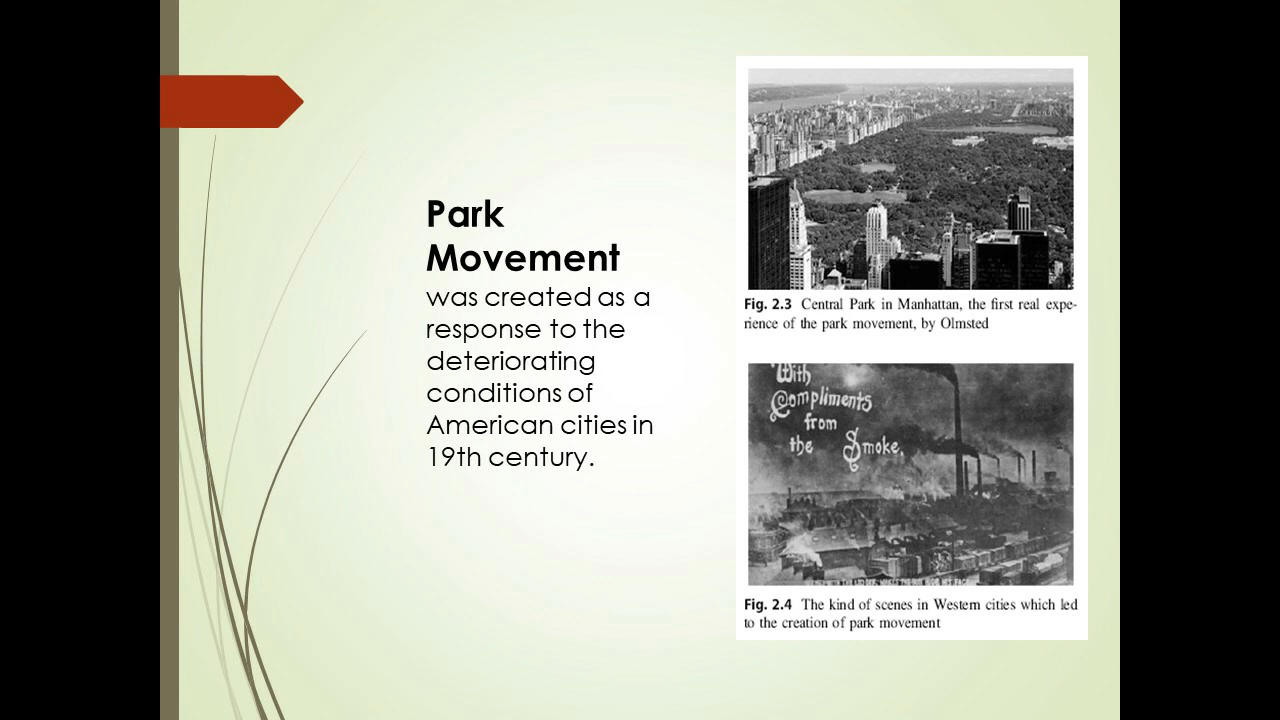 Park
Movement
was created as a
response to the
deteriorating
conditions of
American cities in
19th century.
Fig. 2.3 Central Park in Manhattan, the first real expe-
rience of the park movement, by Olmsted
With
Compliments
from
the Smoke.
Fig. 2.4 The kind of scenes in Western cities which led
to the creation of park movement